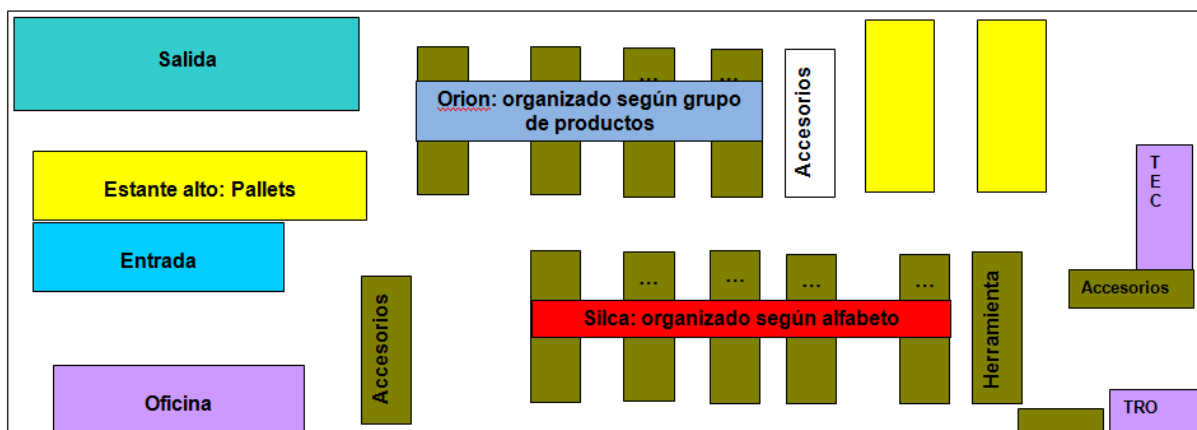 Salida
...
...
Orion: organizado según grupo
de productos
Accesorios
Estante alto: Pallets
T
E
C
Entrada
...
...
...
...
Accesorios
Silca: organizado según alfabeto
Accesorios
Herramienta
Oficina
TRO